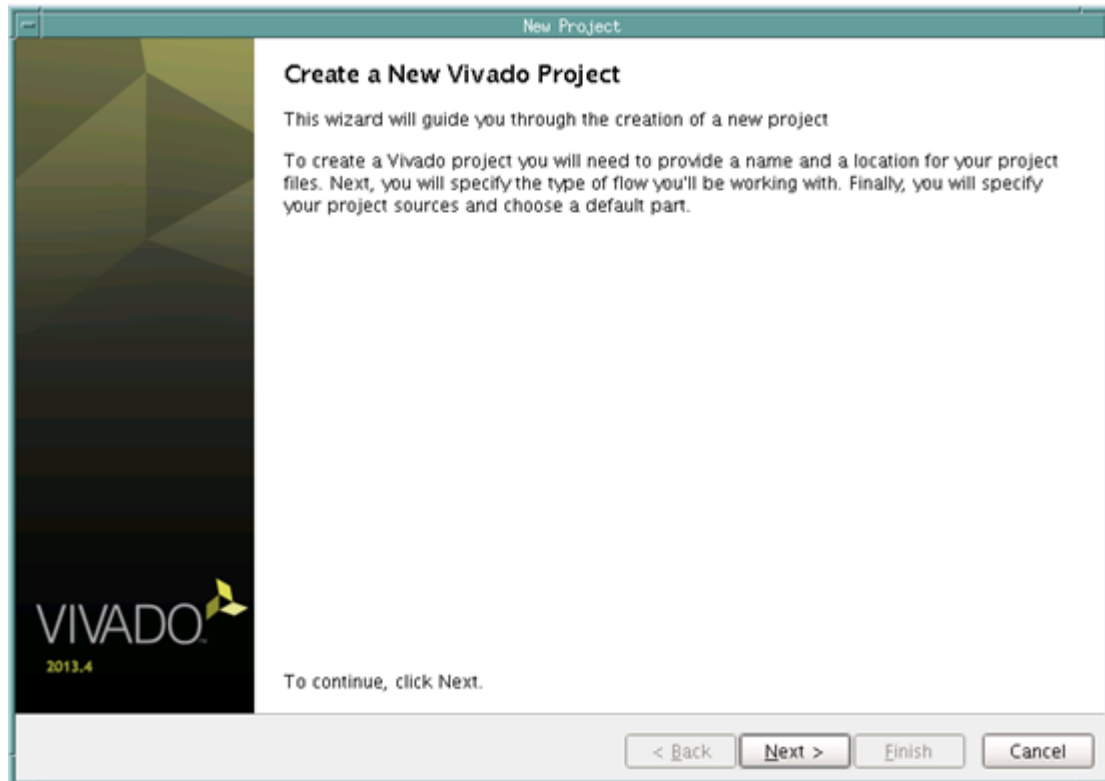 New Project
Create a New Vivado Project
This wizard will guide you through the creation of a new project
To create a Vivado project you will need to provide a name and a location for your project
files. Next, you will specify the type of flow you'll be working with. Finally, you will specify
your project sources and choose a default part.
VIVADO™
2013.4
To continue, click Next.
< Back Next > Finish Cancel